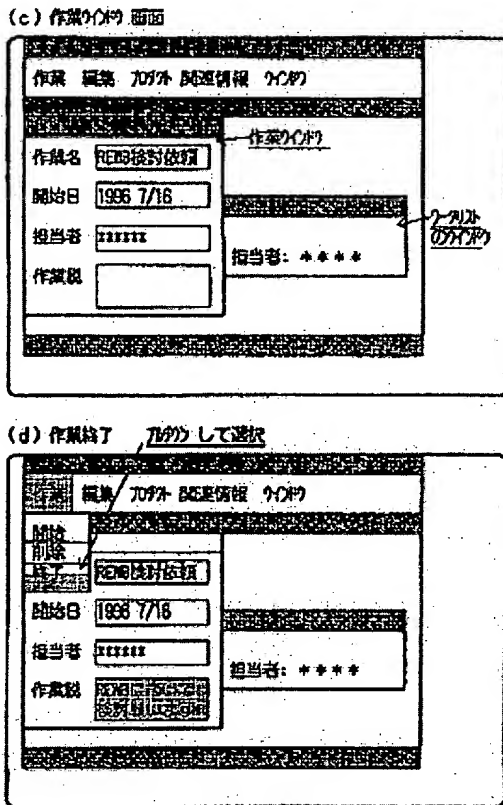 (c) 作業ウインドウ 画面
作業 編集 プロダクト 関連情報 ウインドウ
作業ウインドウ
作業名 REMB検討依頼
開始日 1996 7/16
ワークリスト
のウインドウ
担当者 ******
担当者: ****
作業説
(d) 作業終了 プルダウンして選択
作業 編集 プロダクト 関連情報 ウインドウ
開始
削除
終了 REMB検討依頼
開始日 1996 7/16
担当者 ******
担当者: ****
作業説